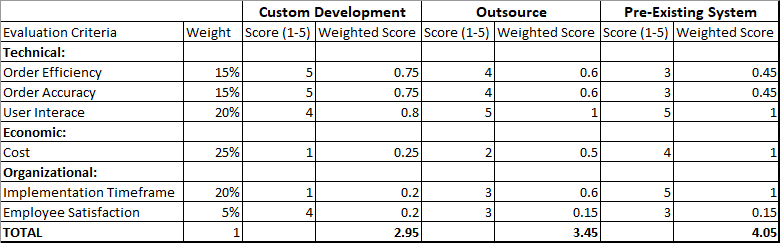 Custom Development Outsource Pre-Existing System
Evaluation Criteria Weight Score (1-5) Weighted Score Score (1-5) Weighted Score Score (1-5) Weighted Score
Technical:
Order Efficiency 15% 5 0.75 4 0.6 3 0.45
Order Accuracy 15% 5 0.75 4 0.6 3 0.45
User Interace 20% 4 0.8 5 1 5 1
Economic:
Cost 25% 1 0.25 2 0.5 4 1
Organizational:
Implementation Timeframe 20% 1 0.2 3 0.6 5 1
Employee Satisfaction 5% 4 0.2 3 0.15 3 0.15
TOTAL 1 2.95 3.45 4.05